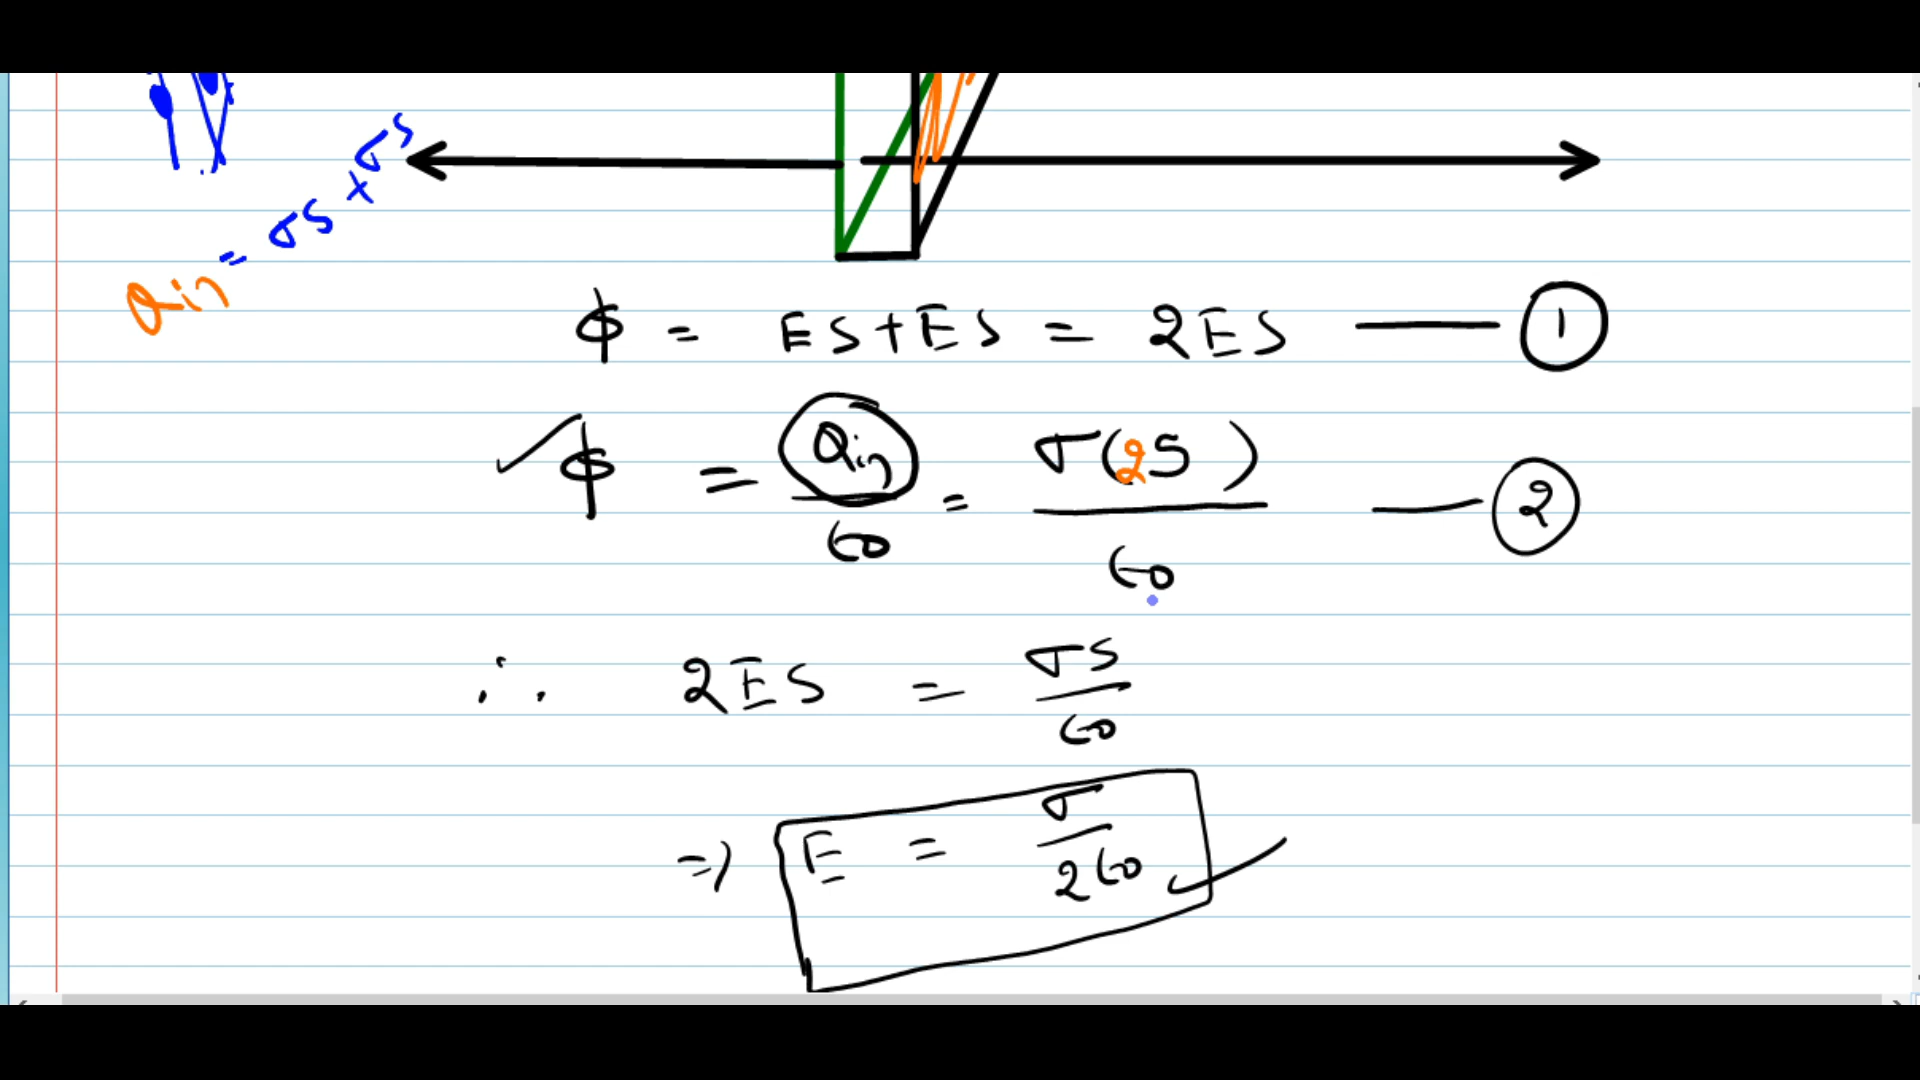 Qin = σS + σS
φ = ES + ES = 2ES —— ①
✓ φ = Qin/ϵ0 = σ(2S)/ϵ0 —— ②
∴ 2ES = σS/ϵ0
=> E = σ/2ϵ0 ✓